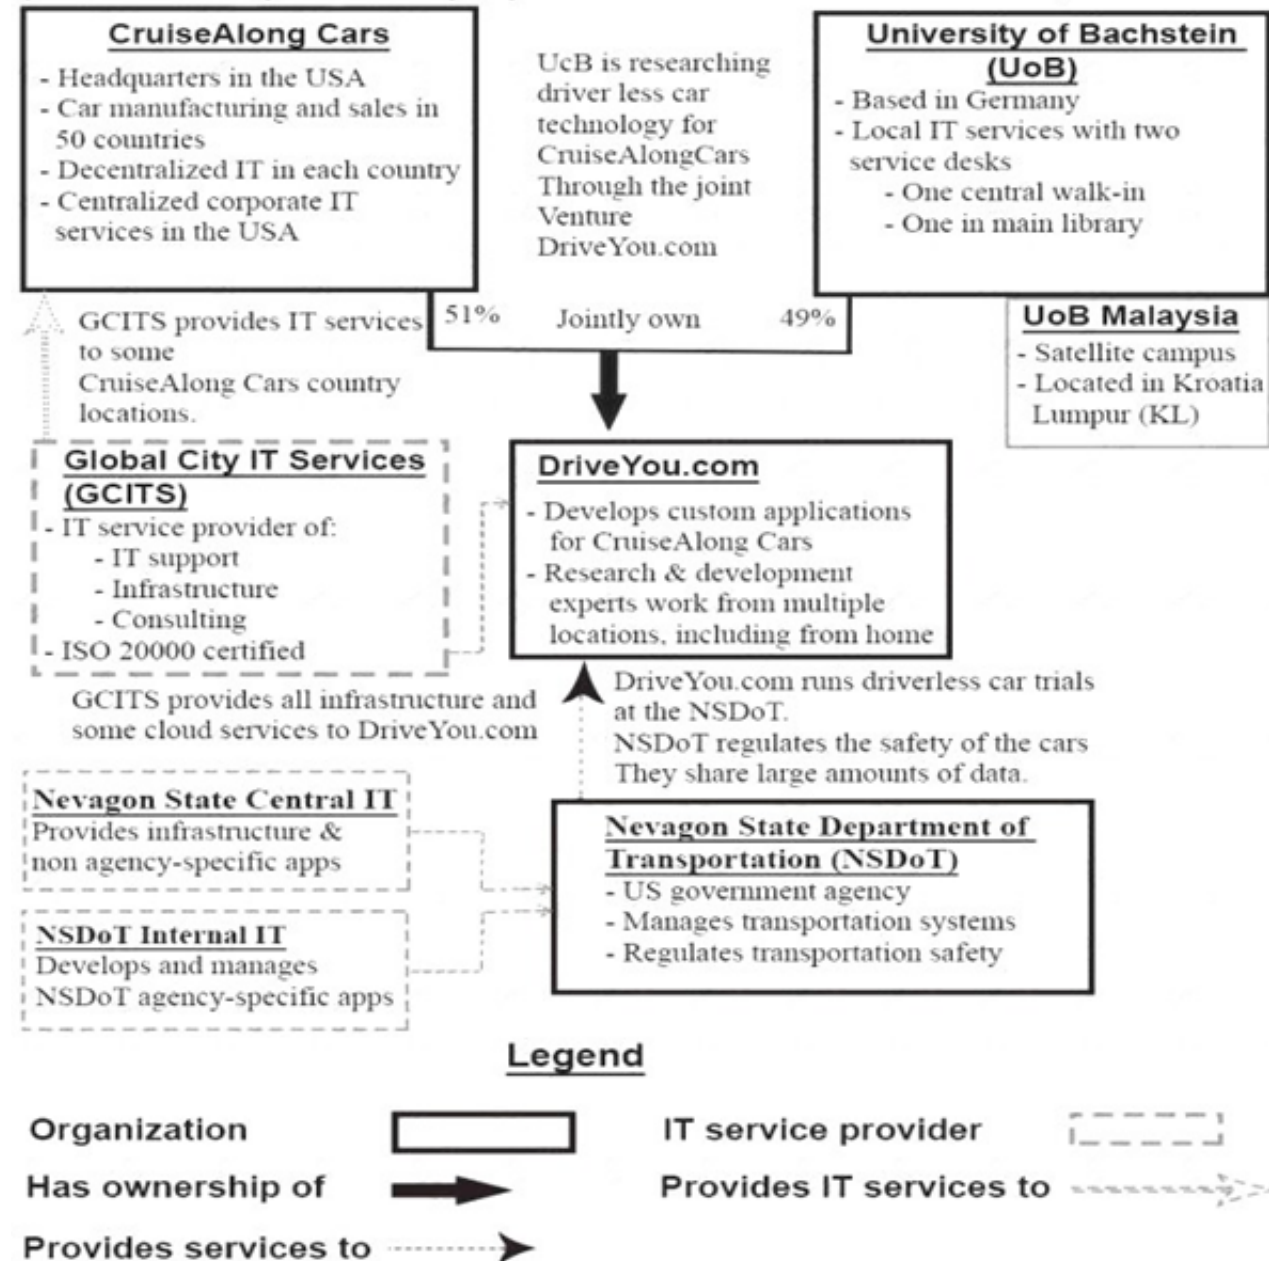 CruiseAlong Cars
- Headquarters in the USA
- Car manufacturing and sales in
50 countries
- Decentralized IT in each country
- Centralized corporate IT
services in the USA
UcB is researching
driver less car
technology for
CruiseAlongCars
Through the joint
Venture
DriveYou.com
University of Bachstein
(UoB)
- Based in Germany
- Local IT services with two
service desks
- One central walk-in
- One in main library
51%
Jointly own
49%
UoB Malaysia
- Satellite campus
- Located in Kroatia
Lumpur (KL)
GCITS provides IT services
to some
CruiseAlong Cars country
locations.
Global City IT Services
(GCITS)
- IT service provider of:
- IT support
- Infrastructure
- Consulting
- ISO 20000 certified
DriveYou.com
- Develops custom applications
for CruiseAlong Cars
- Research & development
experts work from multiple
locations, including from home
GCITS provides all infrastructure and
some cloud services to DriveYou.com
DriveYou.com runs driverless car trials
at the NSDoT.
NSDoT regulates the safety of the cars
They share large amounts of data.
Nevagon State Central IT
Provides infrastructure &
non agency-specific apps
NSDoT Internal IT
Develops and manages
NSDoT agency-specific apps
Nevagon State Department of
Transportation (NSDoT)
- US government agency
- Manages transportation systems
- Regulates transportation safety
Legend
Organization
IT service provider
Has ownership of
Provides IT services to
Provides services to